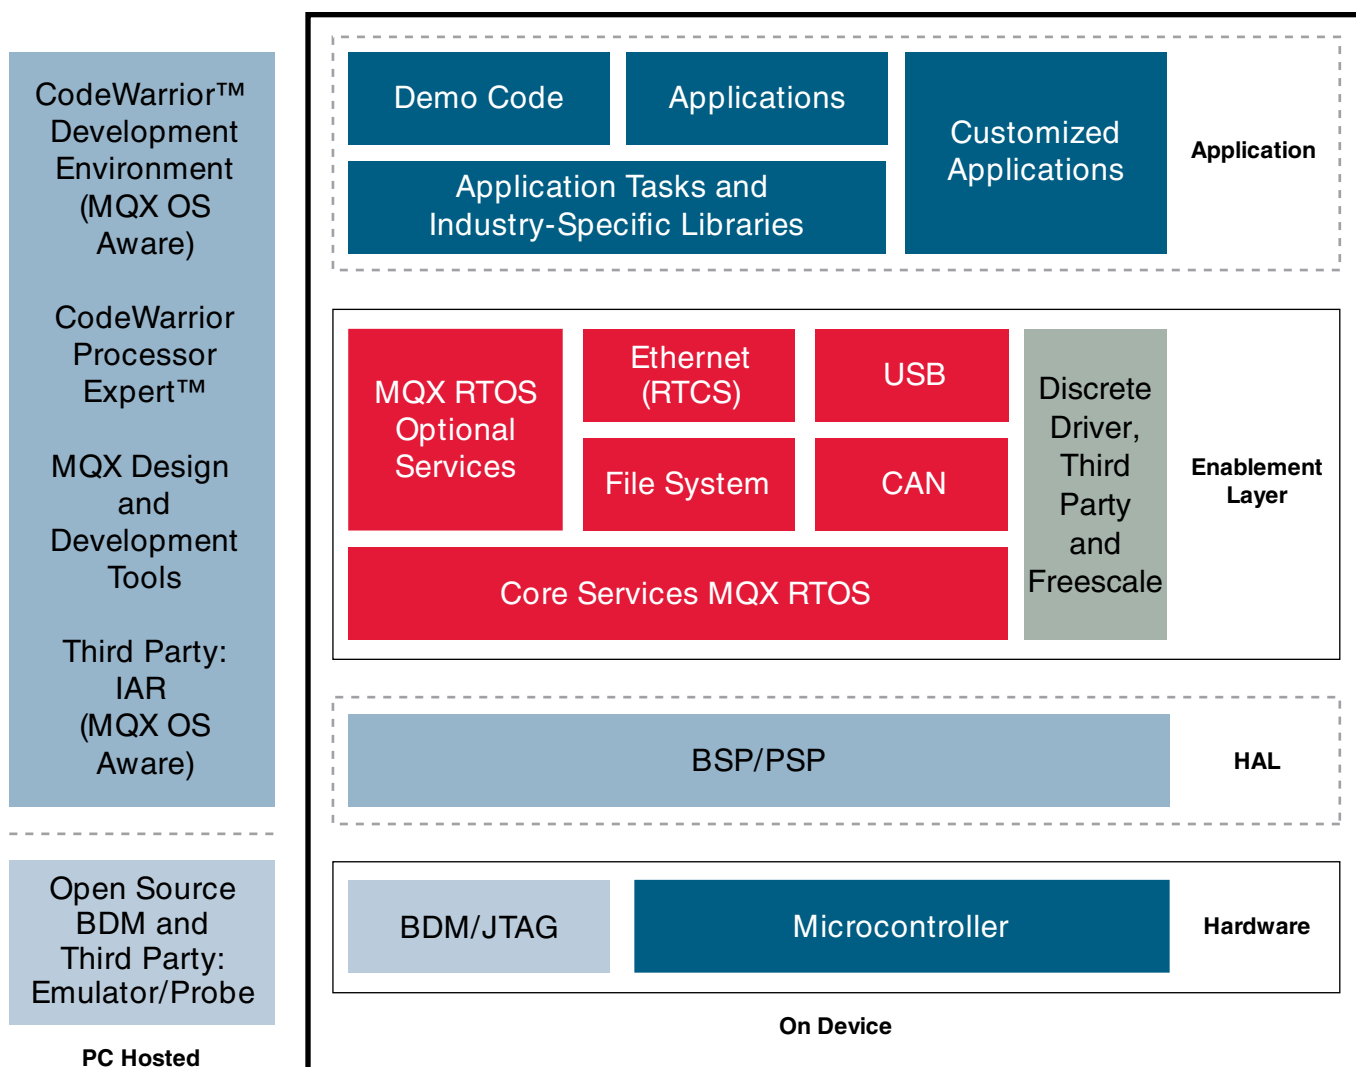 CodeWarrior™
Development
Environment
(MQX OS
Aware)
CodeWarrior
Processor
Expert™
MQX Design
and
Development
Tools
Third Party:
IAR
(MQX OS
Aware)
Open Source
BDM and
Third Party:
Emulator/Probe
PC Hosted
Demo Code
Applications
Customized
Applications
Application Tasks and
Industry-Specific Libraries
Application
MQX RTOS
Optional
Services
Ethernet
(RTCS)
USB
File System
CAN
Core Services MQX RTOS
Discrete
Driver,
Third
Party
and
Freescale
Enablement
Layer
BSP/PSP
HAL
BDM/JTAG
Microcontroller
Hardware
On Device